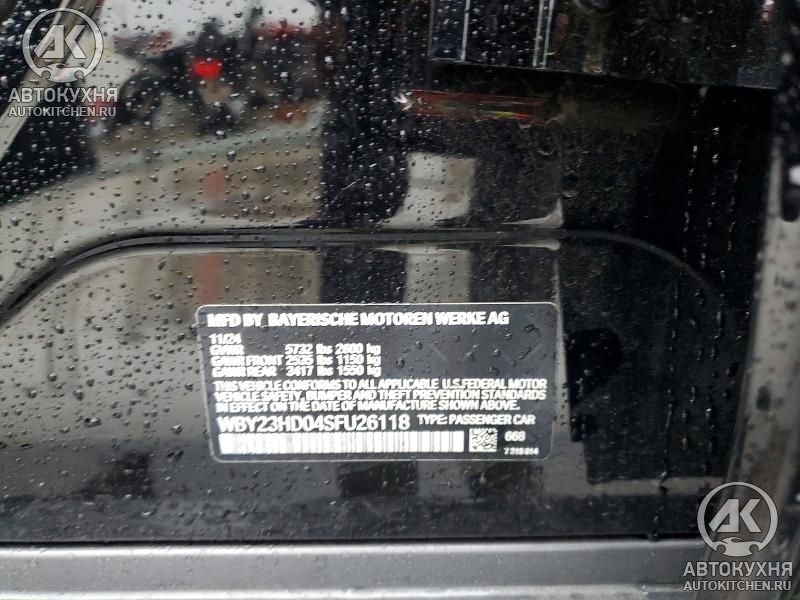 АК
АВТОКУХНЯ
AUTOKITCHEN.RU
MFD BY BAYERISCHE MOTOREN WERKE AG
11/24
GVWR 5732 lbs 2600 kg
GAWR FRONT 2535 lbs 1150 kg
GAWR REAR 3417 lbs 1550 kg
THIS VEHICLE CONFORMS TO ALL APPLICABLE U.S.FEDERAL MOTOR
VEHICLE SAFETY, BUMPER AND THEFT PREVENTION STANDARDS
IN EFFECT ON THE DATE OF MANUFACTURE SHOWN ABOVE.
WBY23HD04SFU26118 TYPE: PASSENGER CAR
668
7 315 814
АК
АВТОКУХНЯ
AUTOKITCHEN.RU